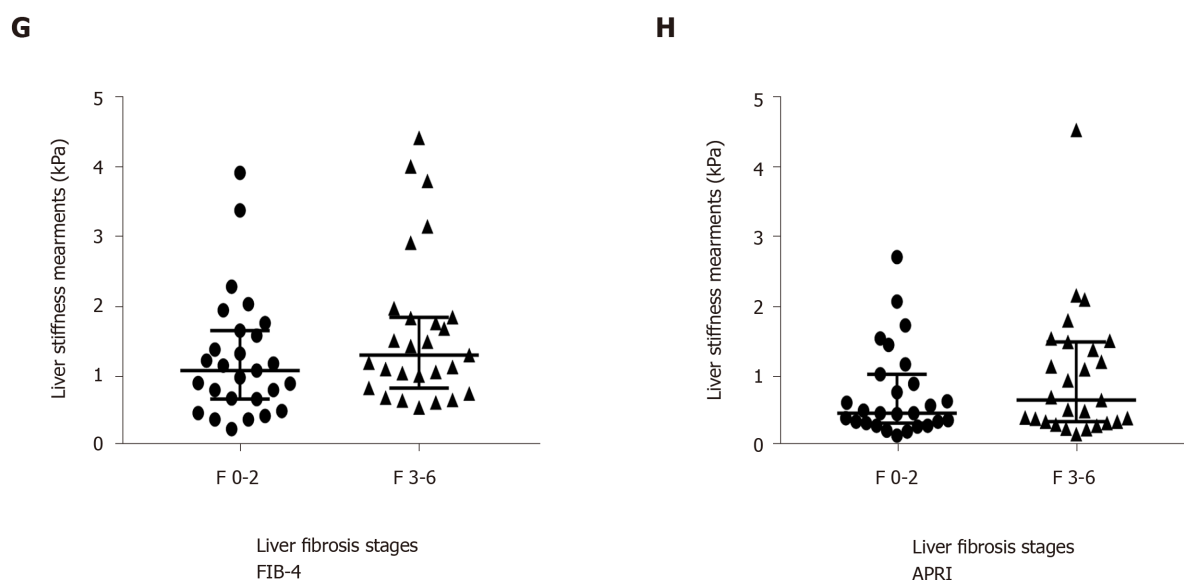 G
H
Liver stiffness mearments (kPa)
5
4
3
2
1
0
F 0-2
F 3-6
Liver fibrosis stages
FIB-4
Liver stiffness mearments (kPa)
5
4
3
2
1
0
F 0-2
F 3-6
Liver fibrosis stages
APRI